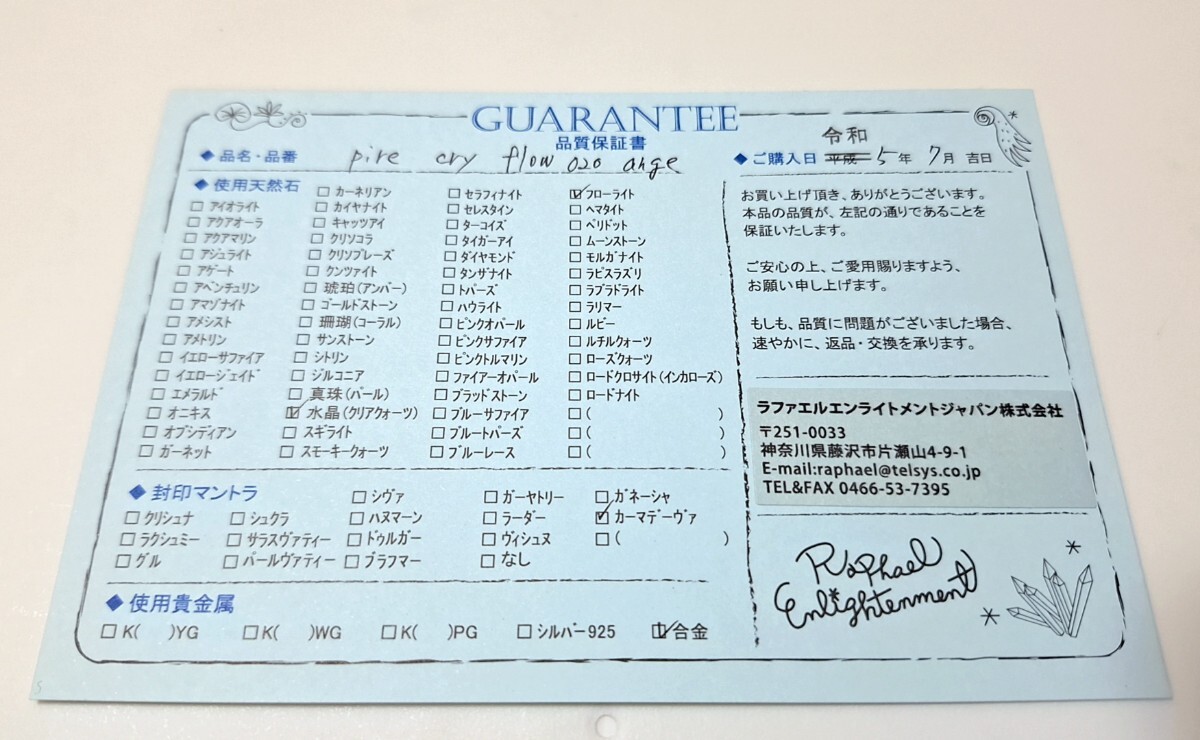 GUARANTEE
品質保証書
◆ 品名・品番 pire cry flow 020 ange
◆ 使用天然石
□ アイオライト
□ アクアオーラ
□ アクアマリン
□ アジュライト
□ アゲート
□ アベンチュリン
□ アマゾナイト
□ アメシスト
□ アメトリン
□ イエローサファイア
□ イエロージェイド
□ エメラルド
□ オニキス
□ オブシディアン
□ ガーネット
□ カーネリアン
□ カイヤナイト
□ キャッツアイ
□ クリソコラ
□ クリソプレーズ
□ クンツァイト
□ 琥珀(アンバー)
□ ゴールドストーン
□ 珊瑚(コーラル)
□ サンストーン
□ シトリン
□ ジルコニア
□ 真珠(パール)
☑ 水晶(クリアクォーツ)
□ スギライト
□ スモーキークォーツ
□ セラフィナイト
□ セレスタイン
□ ターコイズ
□ タイガーアイ
□ ダイヤモンド
□ タンザナイト
□ トパーズ
□ ハウライト
□ ピンクオパール
□ ピンクサファイア
□ ピンクトルマリン
□ ファイアーオパール
□ ブラッドストーン
□ ブルーサファイア
□ ブルートパーズ
□ ブルーレース
☑ フローライト
□ ヘマタイト
□ ペリドット
□ ムーンストーン
□ モルガナイト
□ ラピスラズリ
□ ラブラドライト
□ ラリマー
□ ルビー
□ ルチルクォーツ
□ ローズクォーツ
□ ロードクロサイト(インカローズ)
□ ロードナイト
□ ( )
□ ( )
□ ( )
◆ 封印マントラ
□ シヴァ □ ガーヤトリー □ ガネーシャ
□ クリシュナ □ シュクラ □ ハヌマーン □ ラーダー ☑ カーマデーヴァ
□ ラクシュミー □ サラスヴァティー □ ドゥルガー □ ヴィシュヌ □ ( )
□ グル □ パールヴァティー □ ブラフマー □ なし
◆ 使用貴金属
□ K( )YG □ K( )WG □ K( )PG □ シルバー925 ☑ 合金
令和
◆ ご購入日 平成 5 年 7 月 吉日
お買い上げ頂き、ありがとうございます。
本品の品質が、左記の通りであることを
保証いたします。
ご安心の上、ご愛用賜りますよう、
お願い申し上げます。
もしも、品質に問題がございました場合、
速やかに、返品・交換を承ります。
ラファエルエンライトメントジャパン株式会社
〒251-0033
神奈川県藤沢市片瀬山4-9-1
E-mail:raphael@telsys.co.jp
TEL&FAX 0466-53-7395
Raphael
Enlightenment